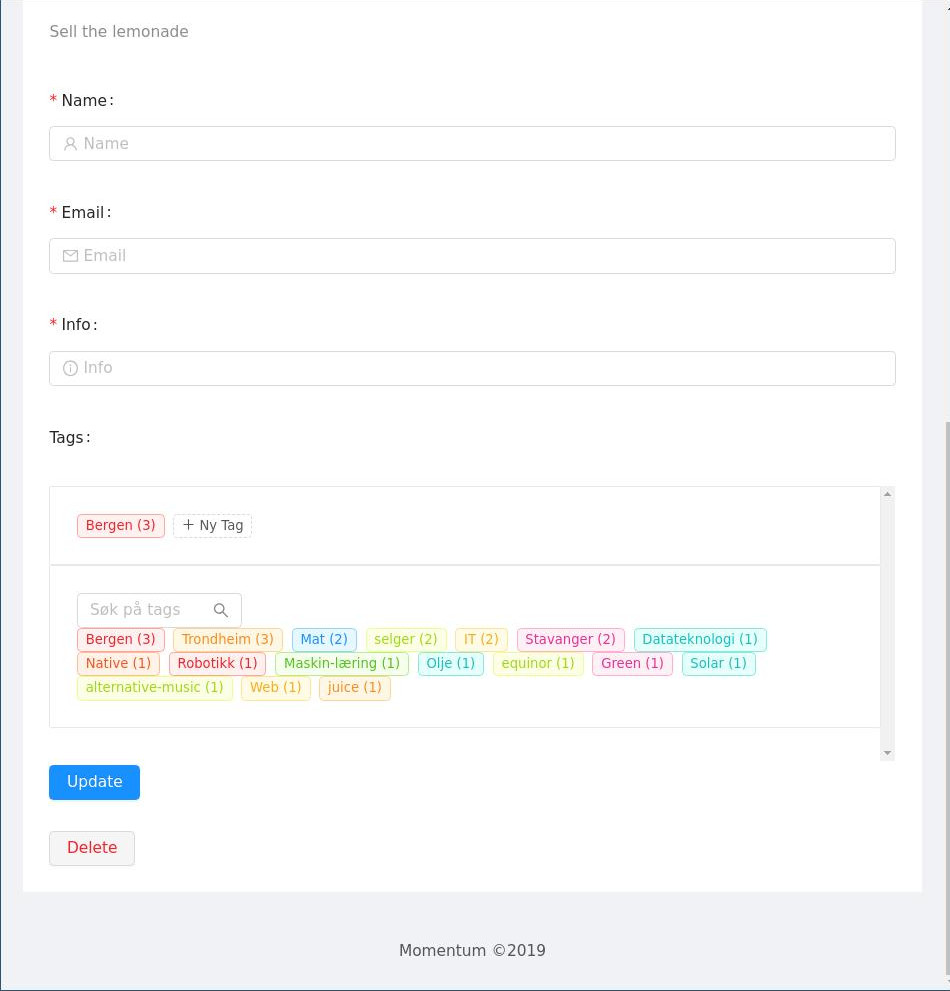 Sell the lemonade
* Name:
Name
* Email:
Email
* Info:
Info
Tags:
Bergen (3) + Ny Tag
Søk på tags
Bergen (3) Trondheim (3) Mat (2) selger (2) IT (2) Stavanger (2) Datateknologi (1)
Native (1) Robotikk (1) Maskin-læring (1) Olje (1) equinor (1) Green (1) Solar (1)
alternative-music (1) Web (1) juice (1)
Update
Delete
Momentum ©2019